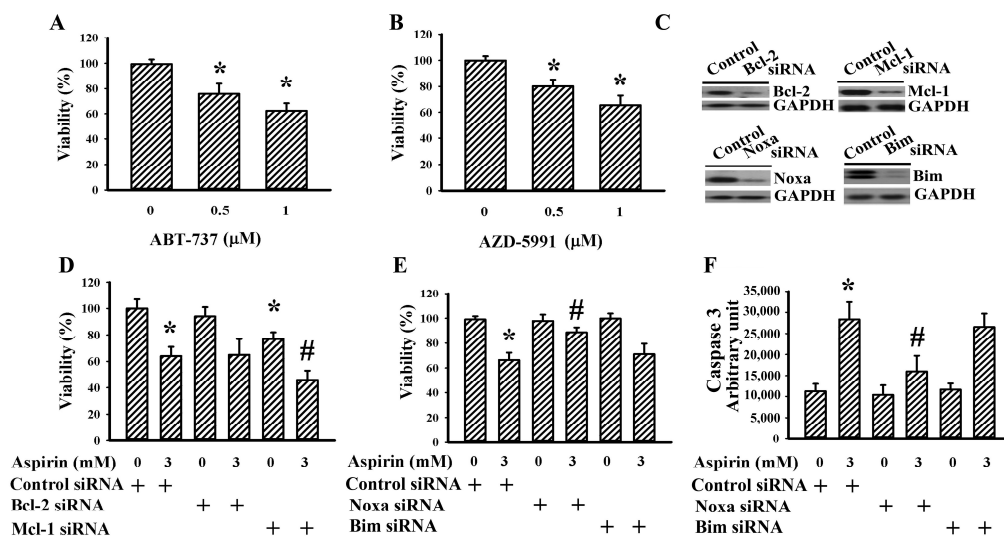 A
Viability (%)
120
100
80
60
40
100
0
*
*
0 0.5 1
ABT-737 (µM)
B
Viability (%)
120
100
80
60
40
100
0
*
*
0 0.5 1
AZD-5991 (µM)
C
Control
Bcl-2
siRNA
Bcl-2
GAPDH
Control
Mcl-1
siRNA
Mcl-1
GAPDH
Control
Noxa
siRNA
Noxa
GAPDH
Control
Bim
siRNA
Bim
GAPDH
D
Viability (%)
120
100
80
60
40
100
0
*
*
#
Aspirin (mM) 0 3 0 3 0 3
Control siRNA + +
Bcl-2 siRNA + +
Mcl-1 siRNA + +
E
Viability (%)
120
100
80
60
40
100
0
*
#
Aspirin (mM) 0 3 0 3 0 3
Control siRNA + +
Noxa siRNA + +
Bim siRNA + +
F
Caspase 3
Arbitrary unit
35,000
30,000
25,000
20,000
10,000
15,000
5,000
0
*
#
Aspirin (mM) 0 3 0 3 0 3
Control siRNA + +
Noxa siRNA + +
Bim siRNA + +